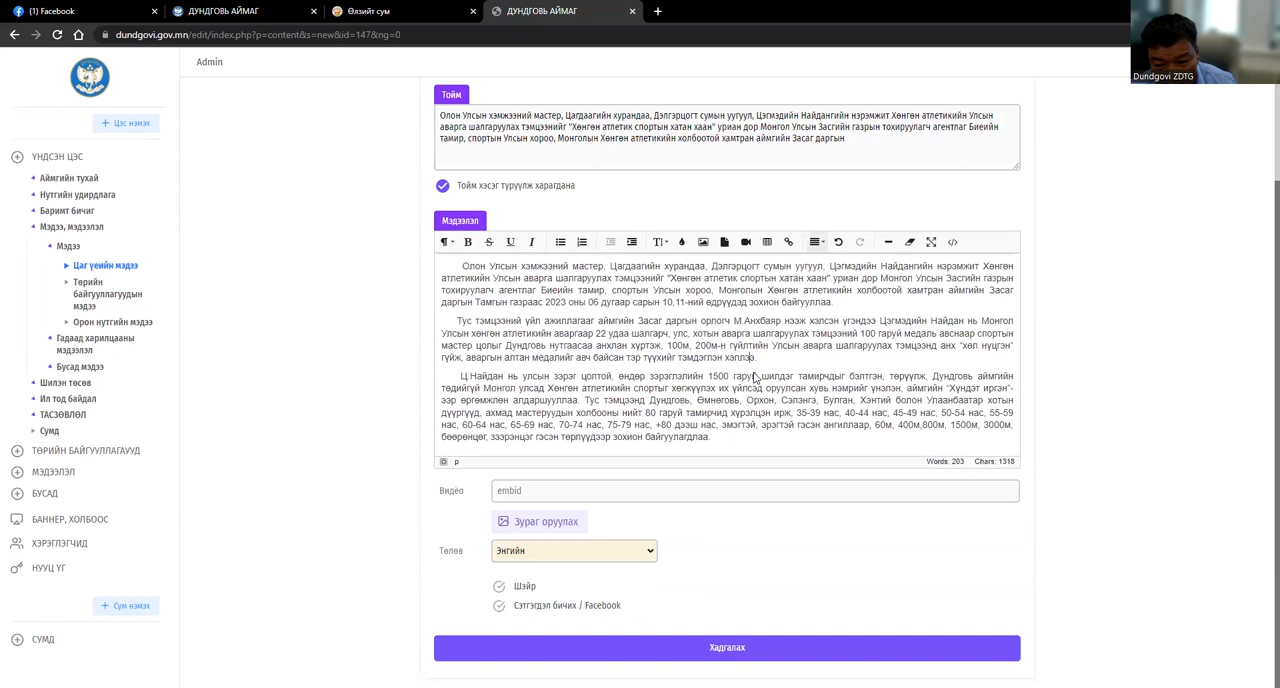 (1) Facebook
ДУНДГОВЬ АЙМАГ
Өлзийт сум
ДУНДГОВЬ АЙМАГ
dundgovi.gov.mn/edit/index.php?p=content&s=new&id=147&ng=0
Dundgovi ZDTG
Admin
+ Цэс нэмэх
ҮНДСЭН ЦЭС
Аймгийн тухай
Нутгийн удирдлага
Баримт бичиг
Мэдээ, мэдээлэл
Мэдээ
Цаг үеийн мэдээ
Төрийн
байгууллагуудын
мэдээ
Орон нутгийн мэдээ
Гадаад харилцааны
мэдээлэл
Бусад мэдээ
Шилэн төсөв
Ил тод байдал
ТАСЗӨВЛӨЛ
Сумд
ТӨРИЙН БАЙГУУЛЛАГАУУД
МЭДЭЭЛЭЛ
БУСАД
БАННЕР, ХОЛБООС
ХЭРЭГЛЭГЧИД
НУУЦ ҮГ
+ Сум нэмэх
СУМД
Тойм
Олон Улсын хэмжээний мастер, Цагдаагийн хурандаа, Дэлгэрцогт сумын уугуул, Цэгмэдийн Найдангийн нэрэмжит Хөнгөн атлетикийн Улсын
аварга шалгаруулах тэмцээнийг "Хөнгөн атлетик спортын хатан хаан" уриан дор Монгол Улсын Засгийн газрын тохируулагч агентлаг Биеийн
тамир, спортын Улсын хороо, Монголын Хөнгөн атлетикийн холбоотой хамтран аймгийн Засаг даргын
Тойм хэсэг түрүүлж харагдана
Мэдээлэл
Олон Улсын хэмжээний мастер, Цагдаагийн хурандаа, Дэлгэрцогт сумын уугуул, Цэгмэдийн Найдангийн нэрэмжит Хөнгөн
атлетикийн Улсын аварга шалгаруулах тэмцээнийг "Хөнгөн атлетик спортын хатан хаан" уриан дор Монгол Улсын Засгийн газрын
тохируулагч агентлаг Биеийн тамир, спортын Улсын хороо, Монголын Хөнгөн атлетикийн холбоотой хамтран аймгийн Засаг
даргын Тамгын газраас 2023 оны 06 дугаар сарын 10,11-ний өдрүүдэд зохион байгууллаа.
Тус тэмцээний үйл ажиллагааг аймгийн Засаг даргын орлогч М.Анхбаяр нээж хэлсэн үгэндээ Цэгмэдийн Найдан нь Монгол
Улсын хөнгөн атлетикийн аваргаар 22 удаа шалгарч, улс, хотын аварга шалгаруулах тэмцээний 100 гаруй медаль авснаар спортын
мастер цолыг Дундговь нутгаасаа анхлан хүртэж, 100м, 200м-н гүйлтийн Улсын аварга шалгаруулах тэмцээнд анх “хөл нүцгэн”
гүйж, аваргын алтан медалийг авч байсан тэр түүхийг тэмдэглэн хэллээ.
Ц.Найдан нь улсын зэрэг цолтой, өндөр зэрэглэлийн 1500 гаруй шилдэг тамирчдыг бэлтгэн, төрүүлж, Дундговь аймгийн
төдийгүй Монгол улсад Хөнгөн атлетикийн спортыг хөгжүүлэх их үйлсэд оруулсан хувь нэмрийг үнэлэн, аймгийн “Хүндэт иргэн”-
ээр өргөмжлөн алдаршууллаа. Тус тэмцээнд Дундговь, Өмнөговь, Орхон, Сэлэнгэ, Булган, Хэнтий болон Улаанбаатар хотын
дүүргүүд, ахмад мастеруудын холбооны нийт 80 гаруй тамирчид хүрэлцэн ирж, 35-39 нас, 40-44 нас, 45-49 нас, 50-54 нас, 55-59
нас, 60-64 нас, 65-69 нас, 70-74 нас, 75-79 нас, +80 дээш нас, эмэгтэй, эрэгтэй гэсэн ангиллаар, 60м, 400м,800м, 1500м, 3000м,
бөөрөнцөг, зээрэнцэг гэсэн төрлүүдээр зохион байгуулагдлаа.
p
Words: 203 Chars: 1318
Видео
embid
Зураг оруулах
Төлөв
Энгийн
Шэйр
Сэтгэгдэл бичих / Facebook
Хадгалах